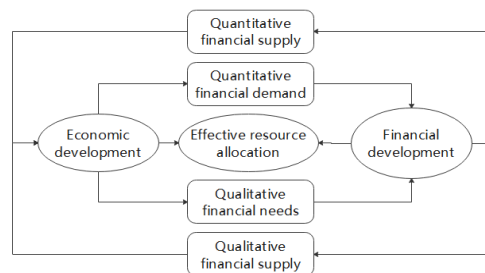 Quantitative
financial supply
Quantitative
financial demand
Economic
development
Effective resource
allocation
Financial
development
Qualitative
financial needs
Qualitative
financial supply